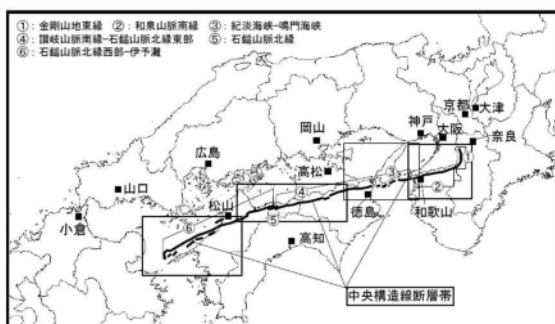 ①：金剛山地東縁 ②：和泉山脈南縁 ③：紀淡海峡−鳴門海峡
④：讃岐山脈南縁−石鎚山脈北縁東部 ⑤：石鎚山脈北縁
⑥：石鎚山脈北縁西部−伊予灘
京都
大津
神戸
大阪
奈良
岡山
広島
高松
③
①
②
山口
④
松山
徳島
和歌山
小倉
⑥
⑤
高知
中央構造線断層帯